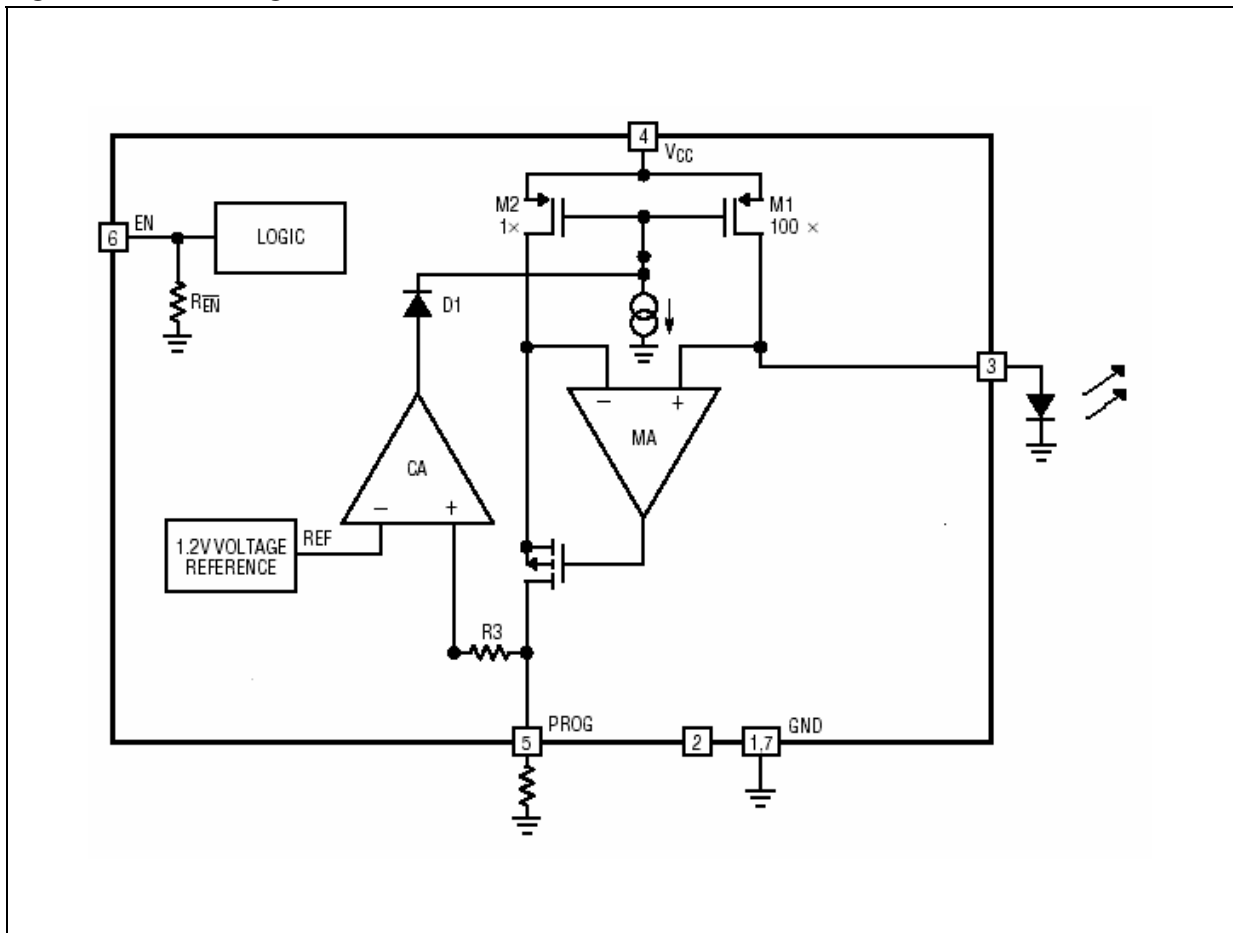 4
VCC
M2
1×
M1
100 ×
6
EN
LOGIC
REN
D1
3
−
+
MA
CA
−
+
1.2V VOLTAGE
REFERENCE
REF
R3
PROG
GND
5
2
1,7